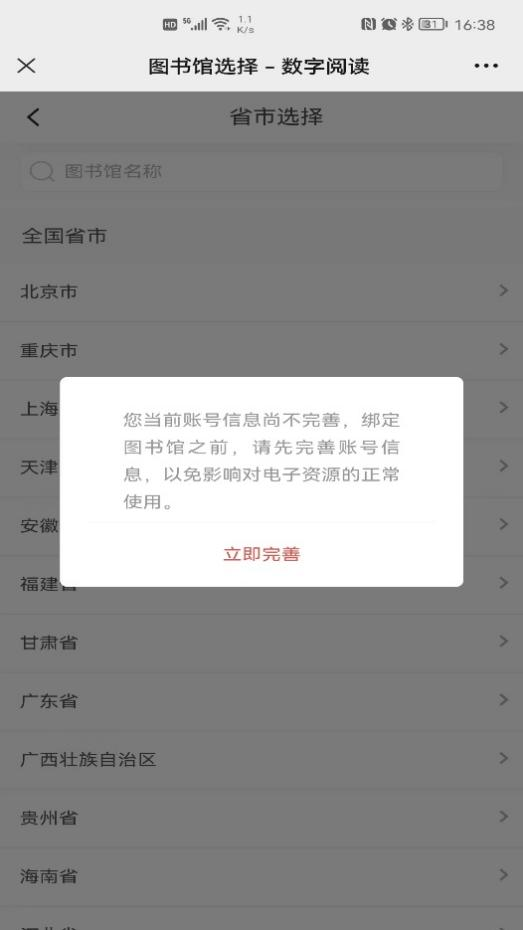 HD 5G 1.1 K/s 31 16:38
图书馆选择 – 数字阅读
省市选择
图书馆名称
全国省市
北京市
重庆市
上海
天津
您当前账号信息尚不完善，绑定
图书馆之前，请先完善账号信
息，以免影响对电子资源的正常
使用。
安徽
立即完善
福建省
甘肃省
广东省
广西壮族自治区
贵州省
海南省